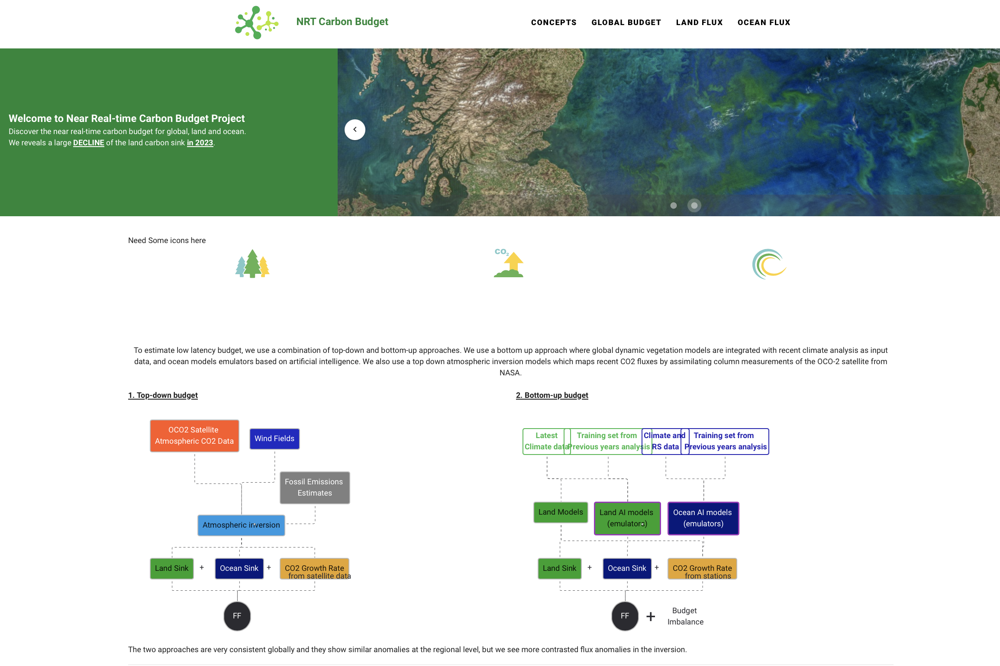 NRT Carbon Budget
CONCEPTS GLOBAL BUDGET LAND FLUX OCEAN FLUX
Welcome to Near Real-time Carbon Budget Project
Discover the near real-time carbon budget for global, land and ocean.
We reveals a large DECLINE of the land carbon sink in 2023.
Need Some icons here
CO2
To estimate low latency budget, we use a combination of top-down and bottom-up approaches. We use a bottom up approach where global dynamic vegetation models are integrated with recent climate analysis as input
data, and ocean models emulators based on artificial intelligence. We also use a top down atmospheric inversion models which maps recent CO2 fluxes by assimilating column measurements of the OCO-2 satellite from
NASA.
1. Top-down budget
OCO2 Satellite
Atmospheric CO2 Data
Wind Fields
Fossil Emissions
Estimates
Atmospheric inversion
Land Sink + Ocean Sink + CO2 Growth Rate
from satellite data
FF
2. Bottom-up budget
Latest
Climate data
Training set from
Previous years analysis
Climate and
RS data
Training set from
Previous years analysis
Land Models
Land AI models
(emulators)
Ocean AI models
(emulators)
Land Sink + Ocean Sink + CO2 Growth Rate
from stations
FF +
Budget
Imbalance
The two approaches are very consistent globally and they show similar anomalies at the regional level, but we see more contrasted flux anomalies in the inversion.